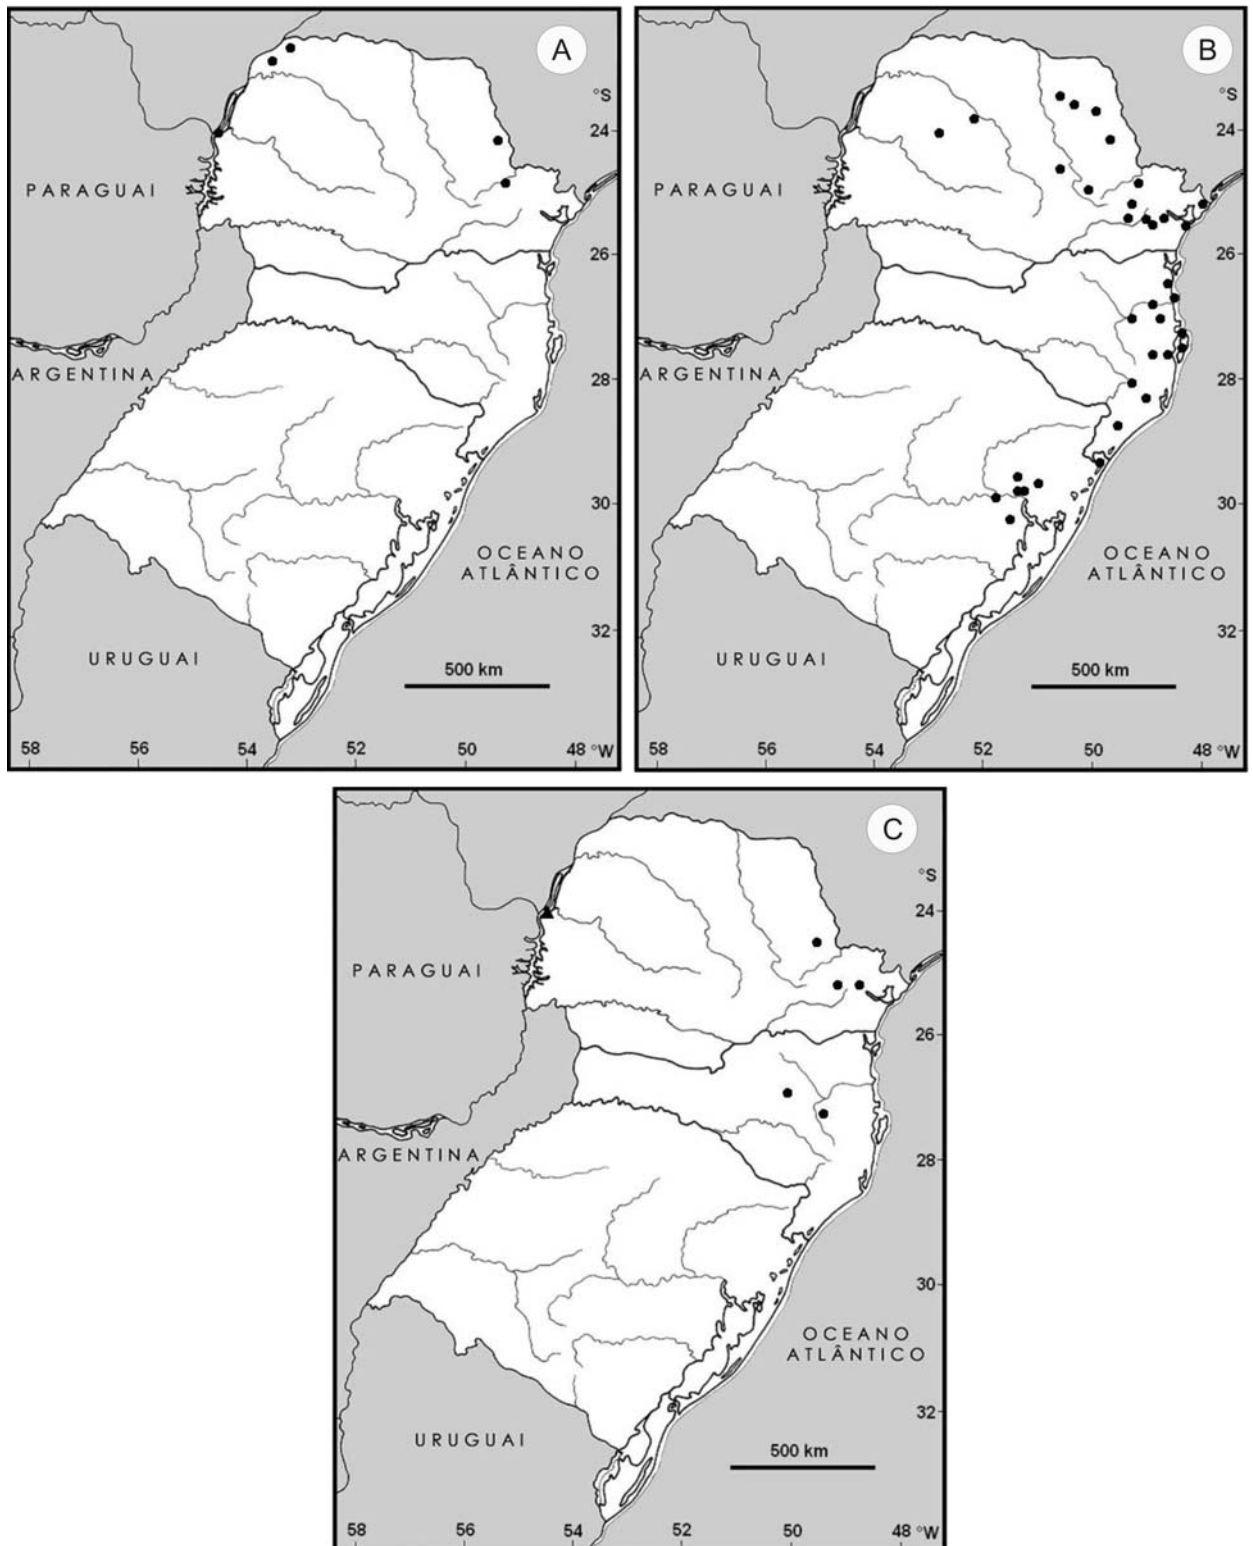 A
°S
24
PARAGUAI
26
ARGENTINA
28
30
OCEANO
ATLÂNTICO
32
URUGUAI
500 km
58 56 54 52 50 48 °W
B
°S
24
PARAGUAI
26
ARGENTINA
28
30
OCEANO
ATLÂNTICO
32
URUGUAI
500 km
58 56 54 52 50 48 °W
C
°S
24
PARAGUAI
26
ARGENTINA
28
30
OCEANO
ATLÂNTICO
32
URUGUAI
500 km
58 56 54 52 50 48 °W